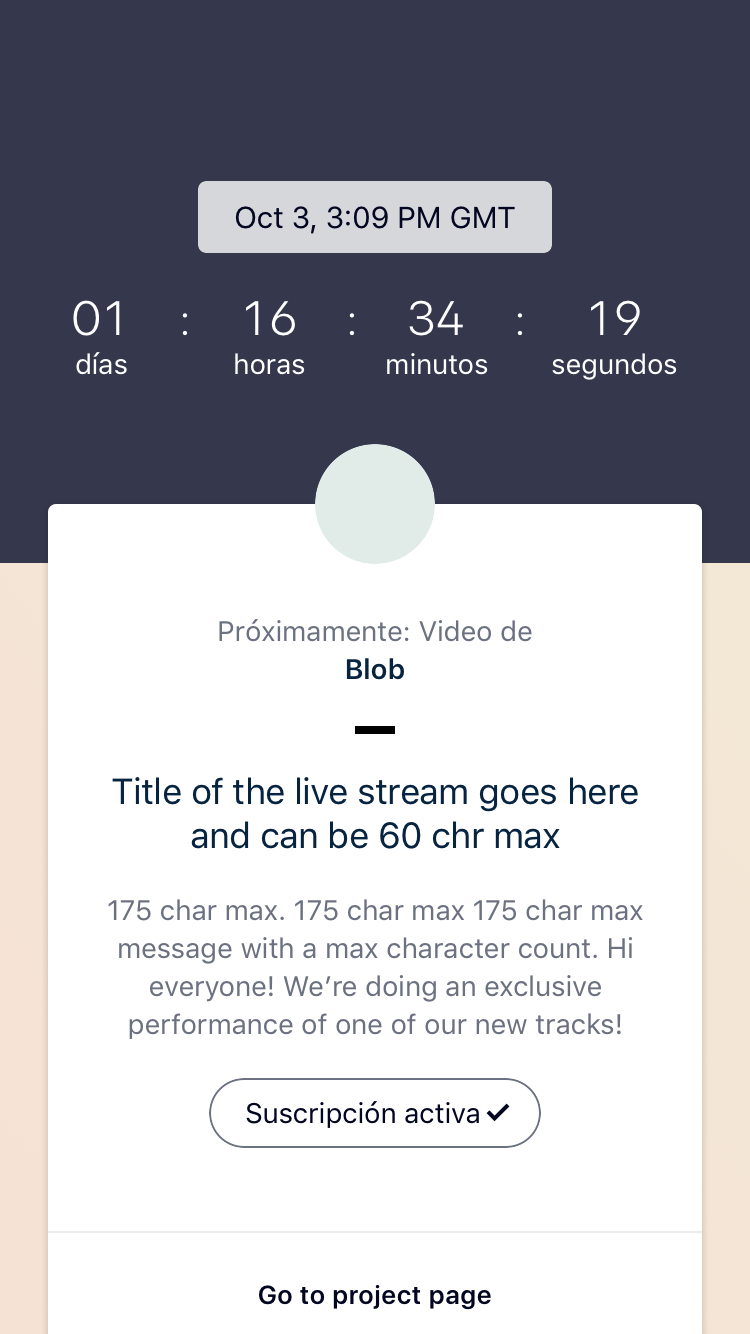 Oct 3, 3:09 PM GMT
01 : 16 : 34 : 19
días horas minutos segundos
Próximamente: Video de
Blob
Title of the live stream goes here
and can be 60 chr max
175 char max. 175 char max 175 char max
message with a max character count. Hi
everyone! We’re doing an exclusive
performance of one of our new tracks!
Suscripción activa ✔
Go to project page